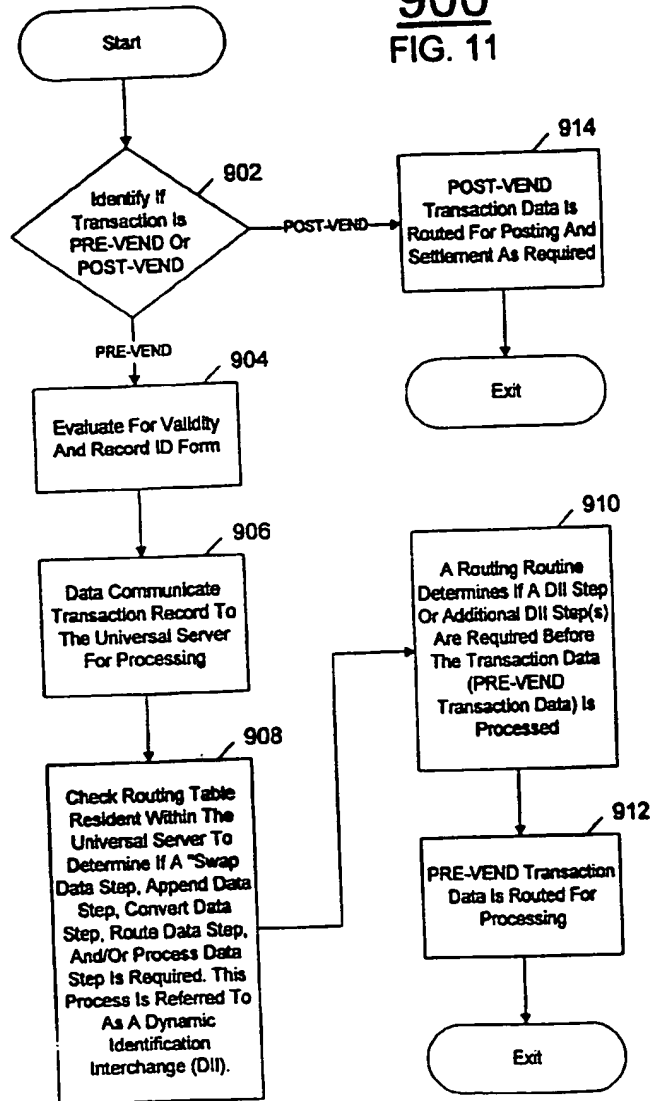 900
FIG. 11
Start
902
Identify If
Transaction Is
PRE-VEND Or
POST-VEND
POST-VEND
914
POST-VEND
Transaction Data Is
Routed For Posting And
Settlement As Required
Exit
PRE-VEND
904
Evaluate For Validity
And Record ID Form
906
Data Communicate
Transaction Record To
The Universal Server
For Processing
908
Check Routing Table
Resident Within The
Universal Server To
Determine If A "Swap
Data Step, Append Data
Step, Convert Data
Step, Route Data Step,
And/Or Process Data
Step Is Required. This
Process Is Referred To
As A Dynamic
Identification
Interchange (DII).
910
A Routing Routine
Determines If A DII Step
Or Additional DII Step(s)
Are Required Before
The Transaction Data
(PRE-VEND
Transaction Data) Is
Processed
912
PRE-VEND Transaction
Data Is Routed For
Processing
Exit